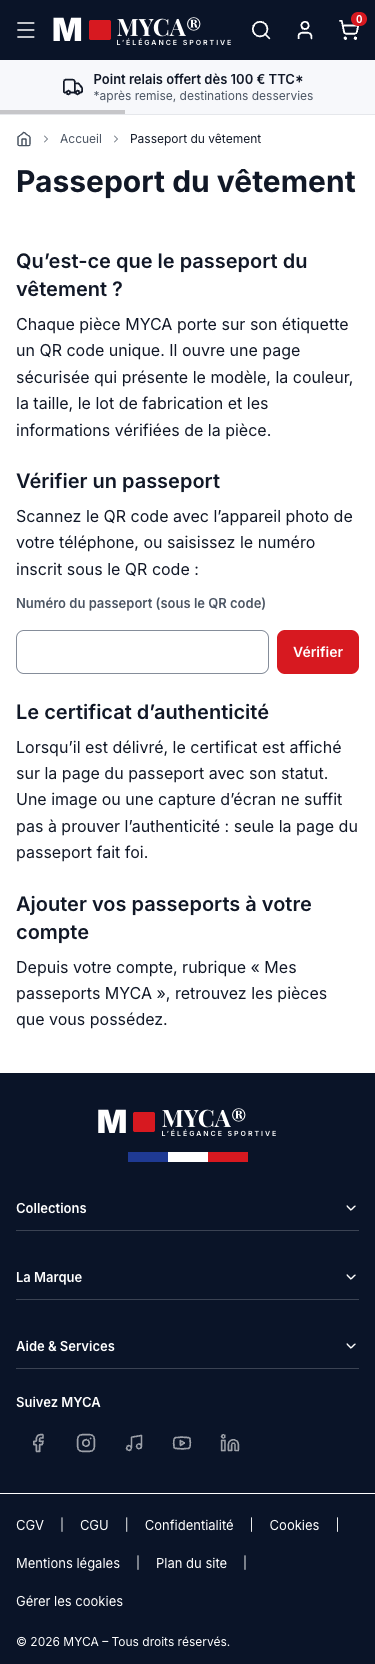 M MYCA®
L'ÉLÉGANCE SPORTIVE
0
Point relais offert dès 100 € TTC*
*après remise, destinations desservies
Accueil
Passeport du vêtement
Passeport du vêtement
Qu’est-ce que le passeport du
vêtement ?
Chaque pièce MYCA porte sur son étiquette
un QR code unique. Il ouvre une page
sécurisée qui présente le modèle, la couleur,
la taille, le lot de fabrication et les
informations vérifiées de la pièce.
Vérifier un passeport
Scannez le QR code avec l’appareil photo de
votre téléphone, ou saisissez le numéro
inscrit sous le QR code :
Numéro du passeport (sous le QR code)
Vérifier
Le certificat d’authenticité
Lorsqu’il est délivré, le certificat est affiché
sur la page du passeport avec son statut.
Une image ou une capture d’écran ne suffit
pas à prouver l’authenticité : seule la page du
passeport fait foi.
Ajouter vos passeports à votre
compte
Depuis votre compte, rubrique « Mes
passeports MYCA », retrouvez les pièces
que vous possédez.
M MYCA®
L'ÉLÉGANCE SPORTIVE
Collections
La Marque
Aide & Services
Suivez MYCA
CGV | CGU | Confidentialité | Cookies |
Mentions légales | Plan du site |
Gérer les cookies
© 2026 MYCA – Tous droits réservés.